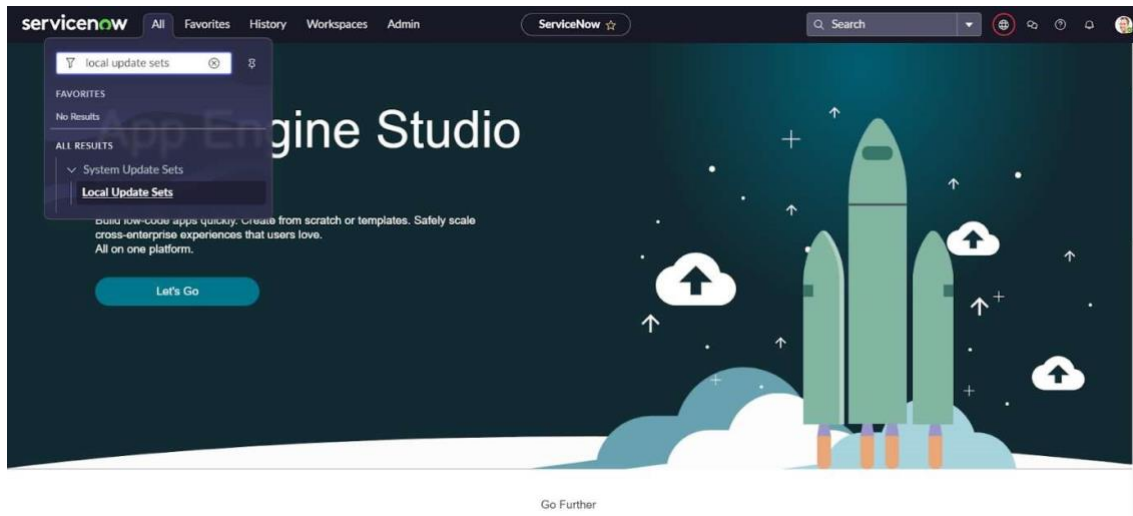 servicenow All Favorites History Workspaces Admin ServiceNow Search
local update sets
FAVORITES
No Results
App Engine Studio
ALL RESULTS
System Update Sets
Local Update Sets
Build low-code apps quickly. Create from scratch or templates. Safely scale
cross-enterprise experiences that users love.
All on one platform.
Let's Go
Go Further